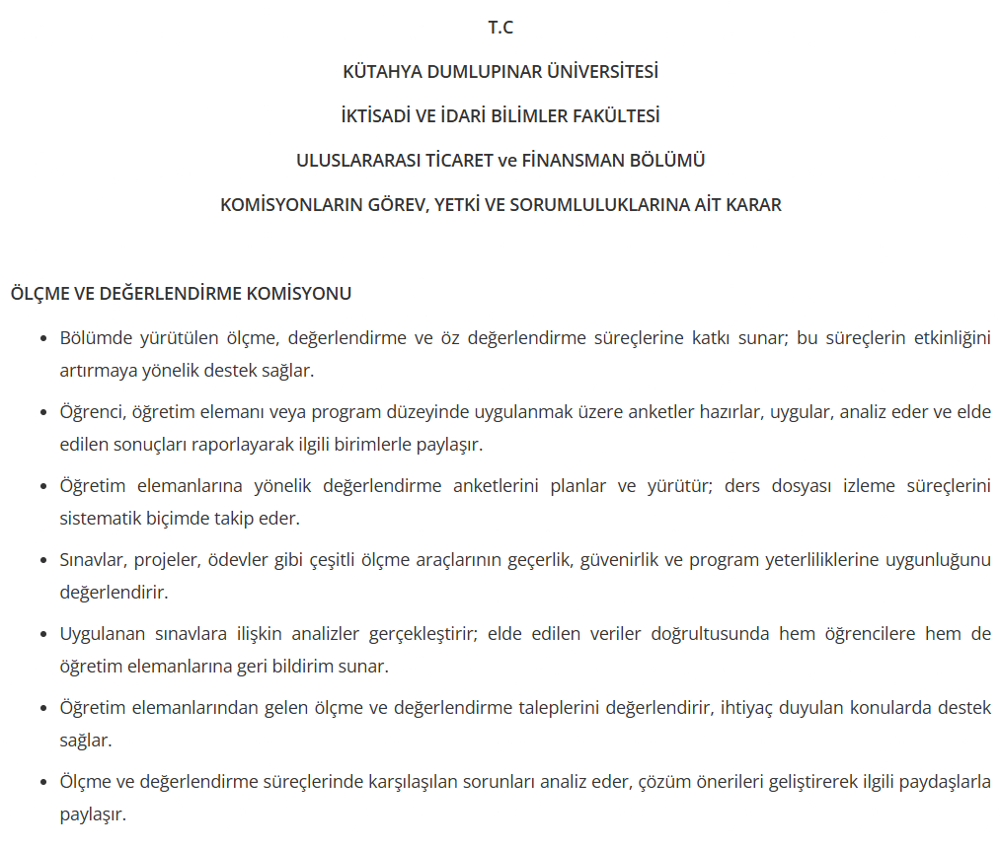 T.C
KÜTAHYA DUMLUPINAR ÜNİVERSİTESİ
İKTİSADİ VE İDARİ BİLİMLER FAKÜLTESİ
ULUSLARARASI TİCARET ve FİNANSMAN BÖLÜMÜ
KOMİSYONLARIN GÖREV, YETKİ VE SORUMLULUKLARINA AİT KARAR
ÖLÇME VE DEĞERLENDİRME KOMİSYONU
• Bölümde yürütülen ölçme, değerlendirme ve öz değerlendirme süreçlerine katkı sunar; bu süreçlerin etkinliğini
artırmaya yönelik destek sağlar.
• Öğrenci, öğretim elemanı veya program düzeyinde uygulanmak üzere anketler hazırlar, uygular, analiz eder ve elde
edilen sonuçları raporlayarak ilgili birimlerle paylaşır.
• Öğretim elemanlarına yönelik değerlendirme anketlerini planlar ve yürütür; ders dosyası izleme süreçlerini
sistematik biçimde takip eder.
• Sınavlar, projeler, ödevler gibi çeşitli ölçme araçlarının geçerlik, güvenirlik ve program yeterliliklerine uygunluğunu
değerlendirir.
• Uygulanan sınavlara ilişkin analizler gerçekleştirir; elde edilen veriler doğrultusunda hem öğrencilere hem de
öğretim elemanlarına geri bildirim sunar.
• Öğretim elemanlarından gelen ölçme ve değerlendirme taleplerini değerlendirir, ihtiyaç duyulan konularda destek
sağlar.
• Ölçme ve değerlendirme süreçlerinde karşılaşılan sorunları analiz eder, çözüm önerileri geliştirerek ilgili paydaşlarla
paylaşır.